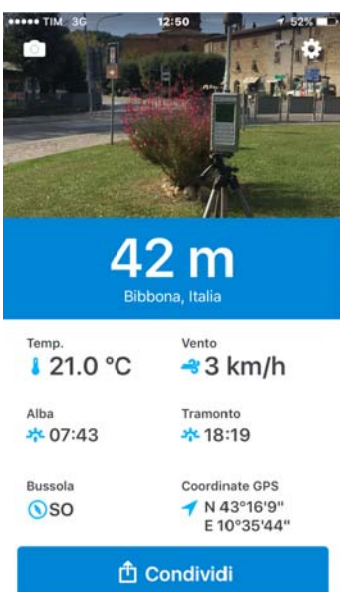 TIM 3G 12:50 52%
42 m
Bibbona, Italia
Temp. Vento
21.0 °C 3 km/h
Alba Tramonto
07:43 18:19
Bussola Coordinate GPS
SO N 43°16'9"
E 10°35'44"
Condividi